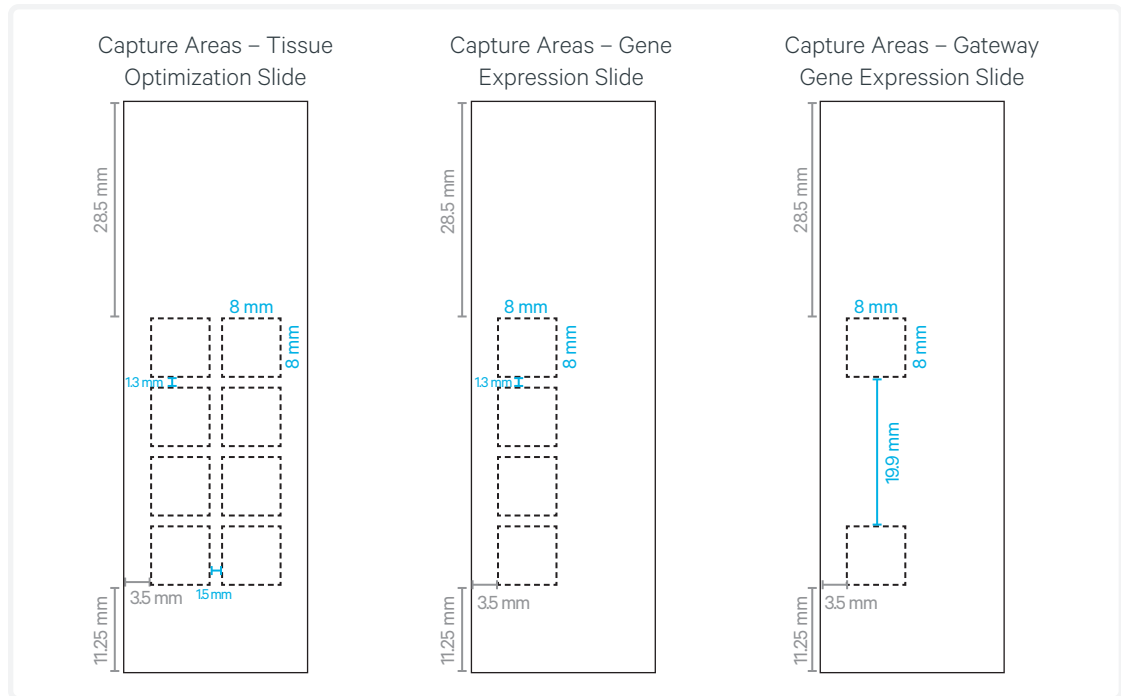 Capture Areas – Tissue
Optimization Slide
28.5 mm
8 mm
8 mm
1.3 mm
3.5 mm
1.5 mm
11.25 mm
Capture Areas – Gene
Expression Slide
28.5 mm
8 mm
8 mm
1.3 mm
3.5 mm
11.25 mm
Capture Areas – Gateway
Gene Expression Slide
28.5 mm
8 mm
8 mm
19.9 mm
3.5 mm
11.25 mm